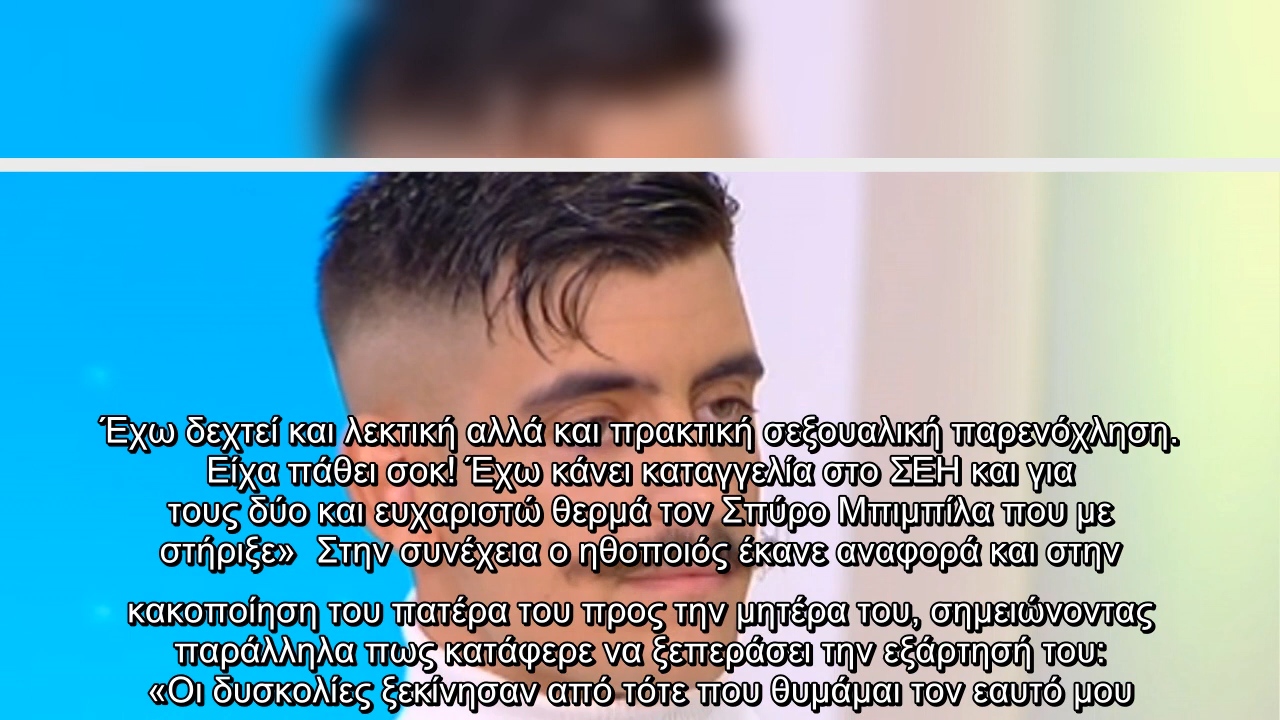 Έχω δεχτεί και λεκτική αλλά και πρακτική σεξουαλική παρενόχληση.
Είχα πάθει σοκ! Έχω κάνει καταγγελία στο ΣΕΗ και για
τους δύο και ευχαριστώ θερμά τον Σπύρο Μπιμπίλα που με
στήριξε»  Στην συνέχεια ο ηθοποιός έκανε αναφορά και στην
κακοποίηση του πατέρα του προς την μητέρα του, σημειώνοντας
παράλληλα πως κατάφερε να ξεπεράσει την εξάρτησή του:
«Οι δυσκολίες ξεκίνησαν από τότε που θυμάμαι τον εαυτό μου